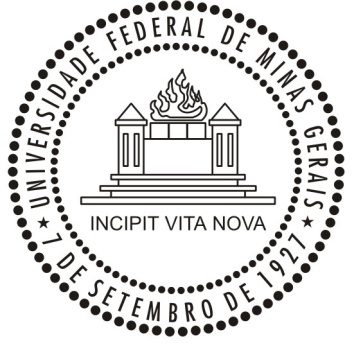 UNIVERSIDADE FEDERAL DE MINAS GERAIS
INCIPIT VITA NOVA
★ 7 DE SETEMBRO DE 1927 ★